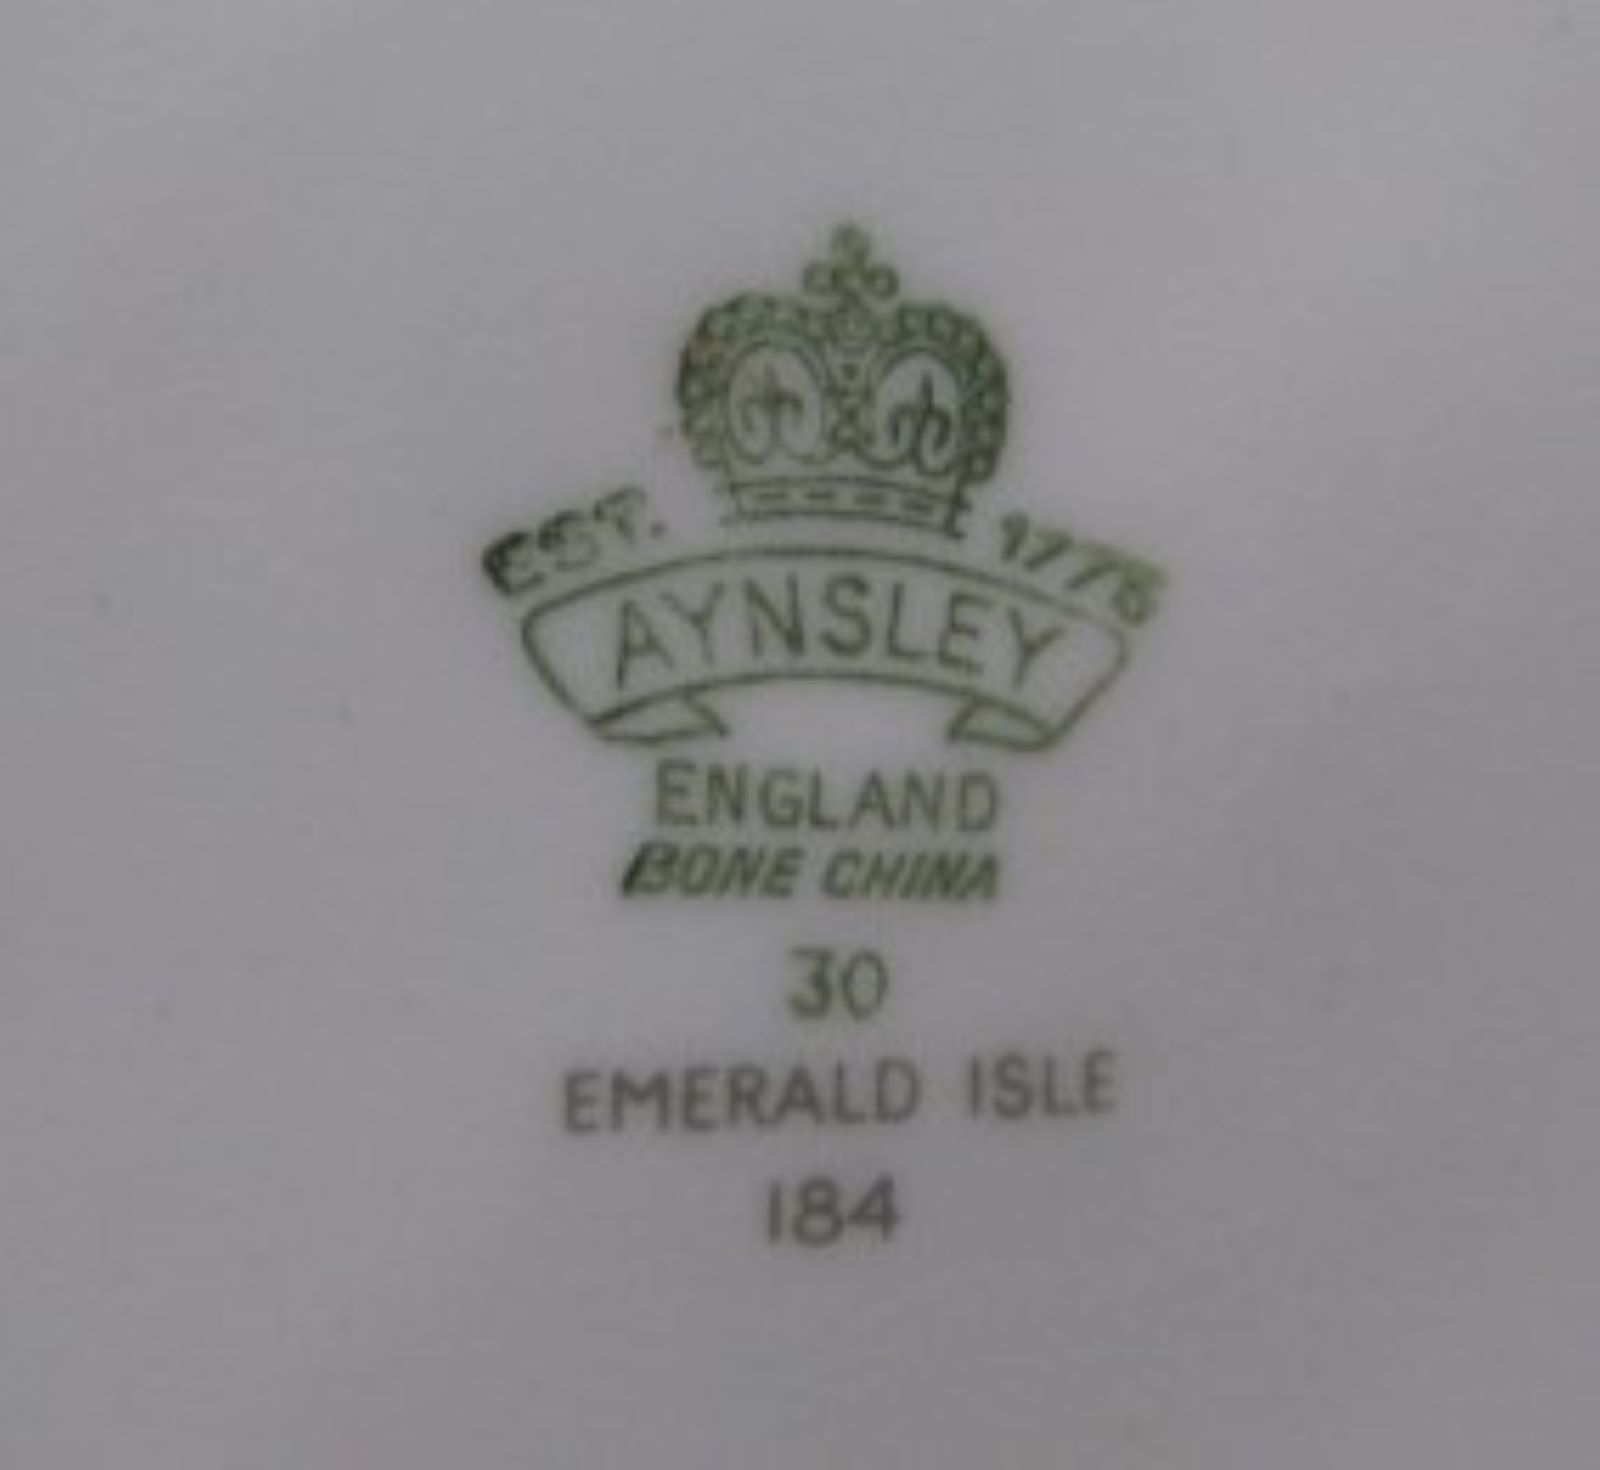 EST. 1775
AYNSLEY
ENGLAND
BONE CHINA
30
EMERALD ISLE
184